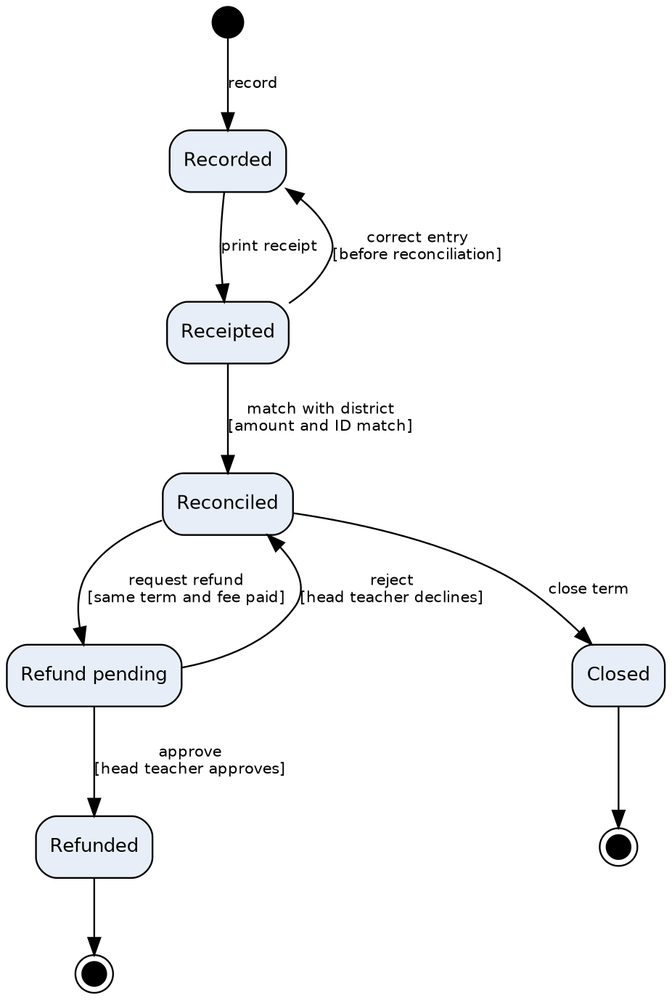 record
Recorded
print receipt
correct entry
[before reconciliation]
Receipted
match with district
[amount and ID match]
Reconciled
request refund
[same term and fee paid]
reject
[head teacher declines]
close term
Refund pending
Closed
approve
[head teacher approves]
Refunded